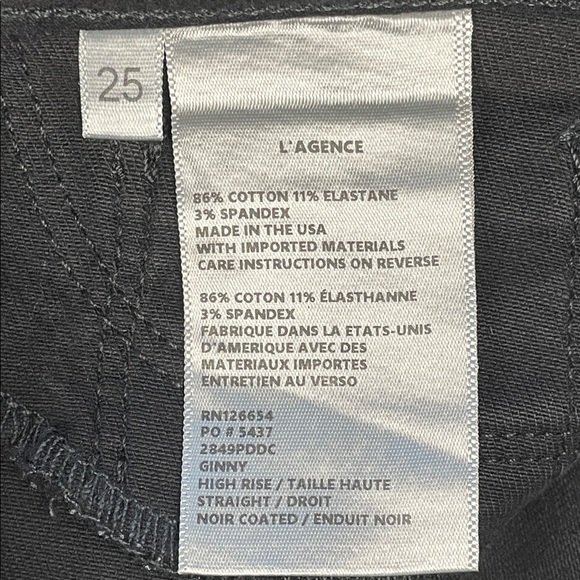 25
L'AGENCE
86% COTTON 11% ELASTANE
3% SPANDEX
MADE IN THE USA
WITH IMPORTED MATERIALS
CARE INSTRUCTIONS ON REVERSE
86% COTON 11% ÉLASTHANNE
3% SPANDEX
FABRIQUE DANS LA ETATS-UNIS
D'AMERIQUE AVEC DES
MATERIAUX IMPORTES
ENTRETIEN AU VERSO
RN126654
PO # 5437
2849PDDC
GINNY
HIGH RISE / TAILLE HAUTE
STRAIGHT / DROIT
NOIR COATED / ENDUIT NOIR